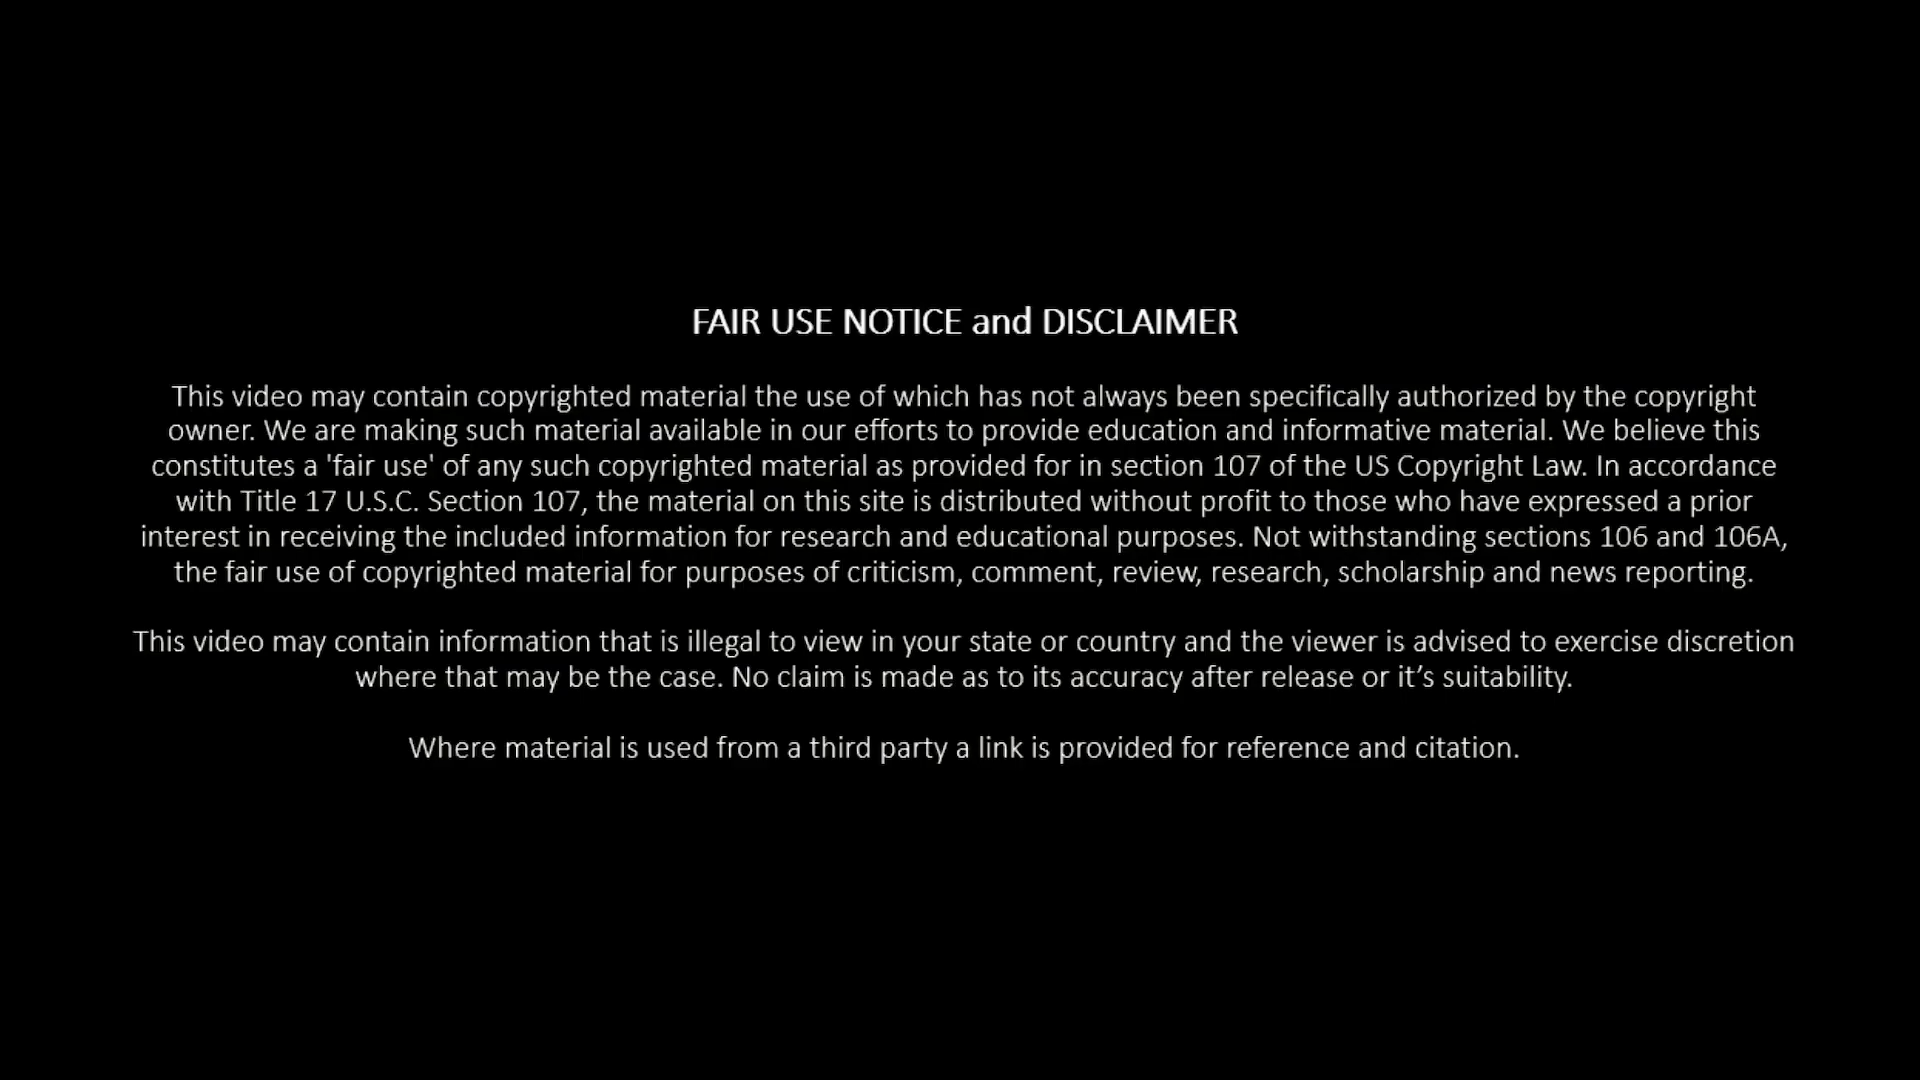 FAIR USE NOTICE and DISCLAIMER
This video may contain copyrighted material the use of which has not always been specifically authorized by the copyright
owner. We are making such material available in our efforts to provide education and informative material. We believe this
constitutes a 'fair use' of any such copyrighted material as provided for in section 107 of the US Copyright Law. In accordance
with Title 17 U.S.C. Section 107, the material on this site is distributed without profit to those who have expressed a prior
interest in receiving the included information for research and educational purposes. Not withstanding sections 106 and 106A,
the fair use of copyrighted material for purposes of criticism, comment, review, research, scholarship and news reporting.
This video may contain information that is illegal to view in your state or country and the viewer is advised to exercise discretion
where that may be the case. No claim is made as to its accuracy after release or it’s suitability.
Where material is used from a third party a link is provided for reference and citation.